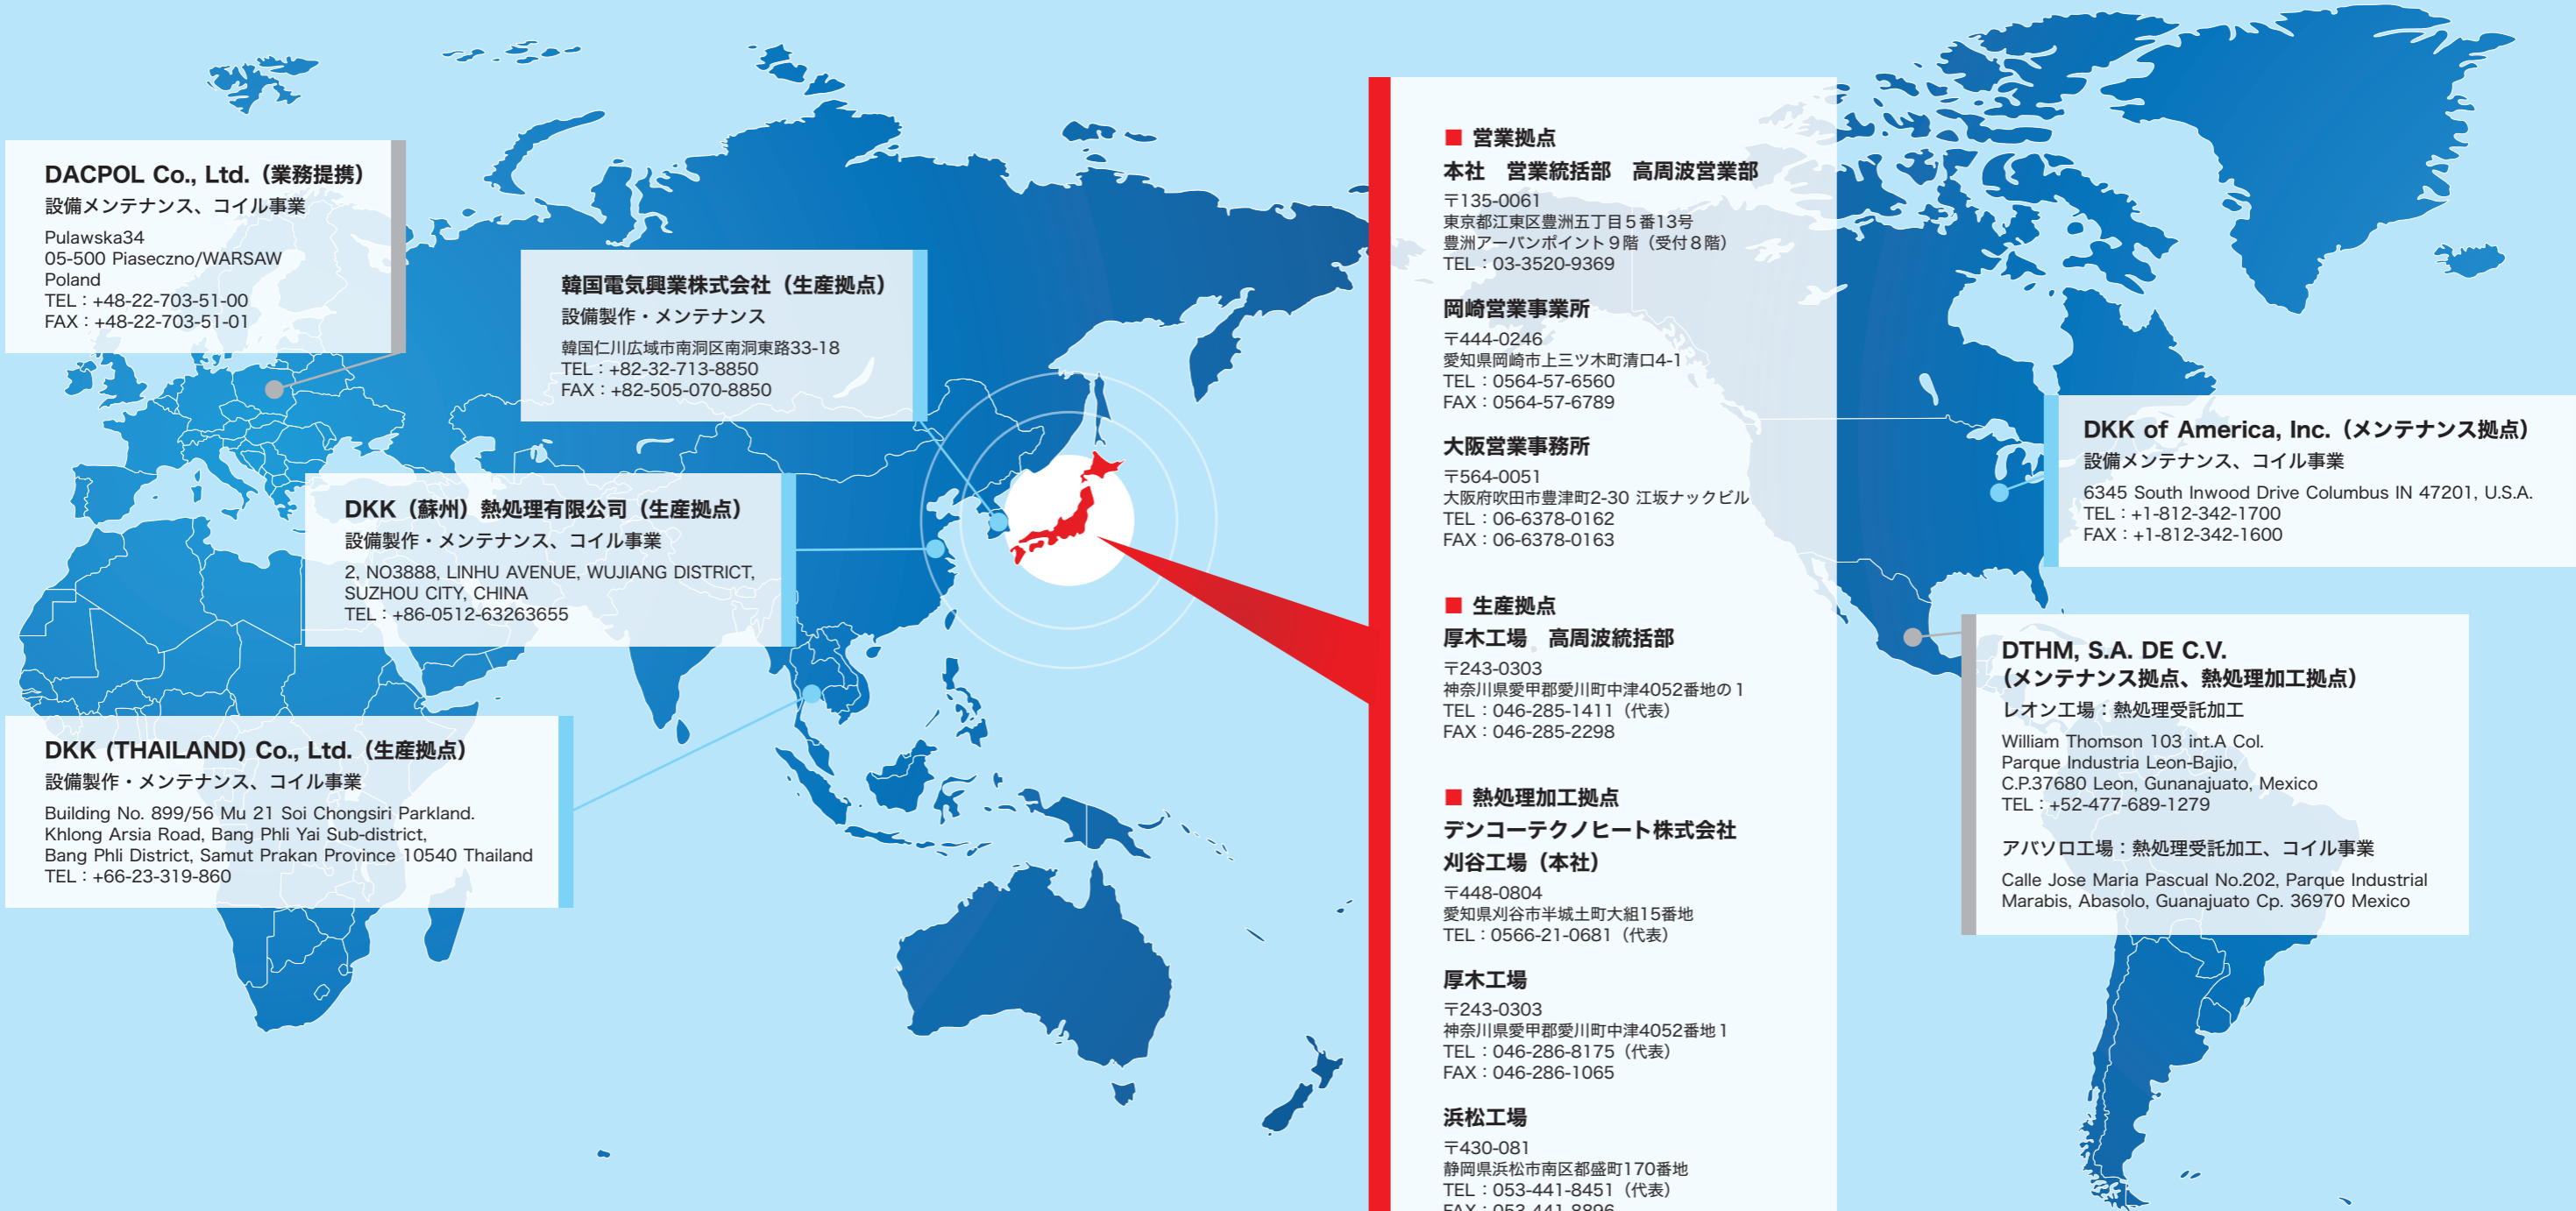 DACPOL Co., Ltd.（業務提携）
設備メンテナンス、コイル事業
Pulawska34
05-500 Piaseczno/WARSAW
Poland
TEL：+48-22-703-51-00
FAX：+48-22-703-51-01
韓国電気興業株式会社（生産拠点）
設備製作・メンテナンス
韓国仁川広域市南洞区南洞東路33-18
TEL：+82-32-713-8850
FAX：+82-505-070-8850
DKK（蘇州）熱処理有限公司（生産拠点）
設備製作・メンテナンス、コイル事業
2, NO3888, LINHU AVENUE, WUJIANG DISTRICT,
SUZHOU CITY, CHINA
TEL：+86-0512-63263655
DKK (THAILAND) Co., Ltd.（生産拠点）
設備製作・メンテナンス、コイル事業
Building No. 899/56 Mu 21 Soi Chongsiri Parkland.
Khlong Arsia Road, Bang Phli Yai Sub-district,
Bang Phli District, Samut Prakan Province 10540 Thailand
TEL：+66-23-319-860
■ 営業拠点
本社　営業統括部　高周波営業部
〒135-0061
東京都江東区豊洲五丁目５番13号
豊洲アーバンポイント９階（受付８階）
TEL：03-3520-9369
岡崎営業事業所
〒444-0246
愛知県岡崎市上三ツ木町清口4-1
TEL：0564-57-6560
FAX：0564-57-6789
大阪営業事務所
〒564-0051
大阪府吹田市豊津町2-30 江坂ナックビル
TEL：06-6378-0162
FAX：06-6378-0163
■ 生産拠点
厚木工場　高周波統括部
〒243-0303
神奈川県愛甲郡愛川町中津4052番地の１
TEL：046-285-1411（代表）
FAX：046-285-2298
■ 熱処理加工拠点
デンコーテクノヒート株式会社
刈谷工場（本社）
〒448-0804
愛知県刈谷市半城土町大組15番地
TEL：0566-21-0681（代表）
厚木工場
〒243-0303
神奈川県愛甲郡愛川町中津4052番地１
TEL：046-286-8175（代表）
FAX：046-286-1065
浜松工場
〒430-081
静岡県浜松市南区都盛町170番地
TEL：053-441-8451（代表）
FAX：053-441-8896
DKK of America, Inc.（メンテナンス拠点）
設備メンテナンス、コイル事業
6345 South Inwood Drive Columbus IN 47201, U.S.A.
TEL：+1-812-342-1700
FAX：+1-812-342-1600
DTHM, S.A. DE C.V.
（メンテナンス拠点、熱処理加工拠点）
レオン工場：熱処理受託加工
William Thomson 103 int.A Col.
Parque Industria Leon-Bajio,
C.P.37680 Leon, Gunanajuato, Mexico
TEL：+52-477-689-1279
アバソロ工場：熱処理受託加工、コイル事業
Calle Jose Maria Pascual No.202, Parque Industrial
Marabis, Abasolo, Guanajuato Cp. 36970 Mexico